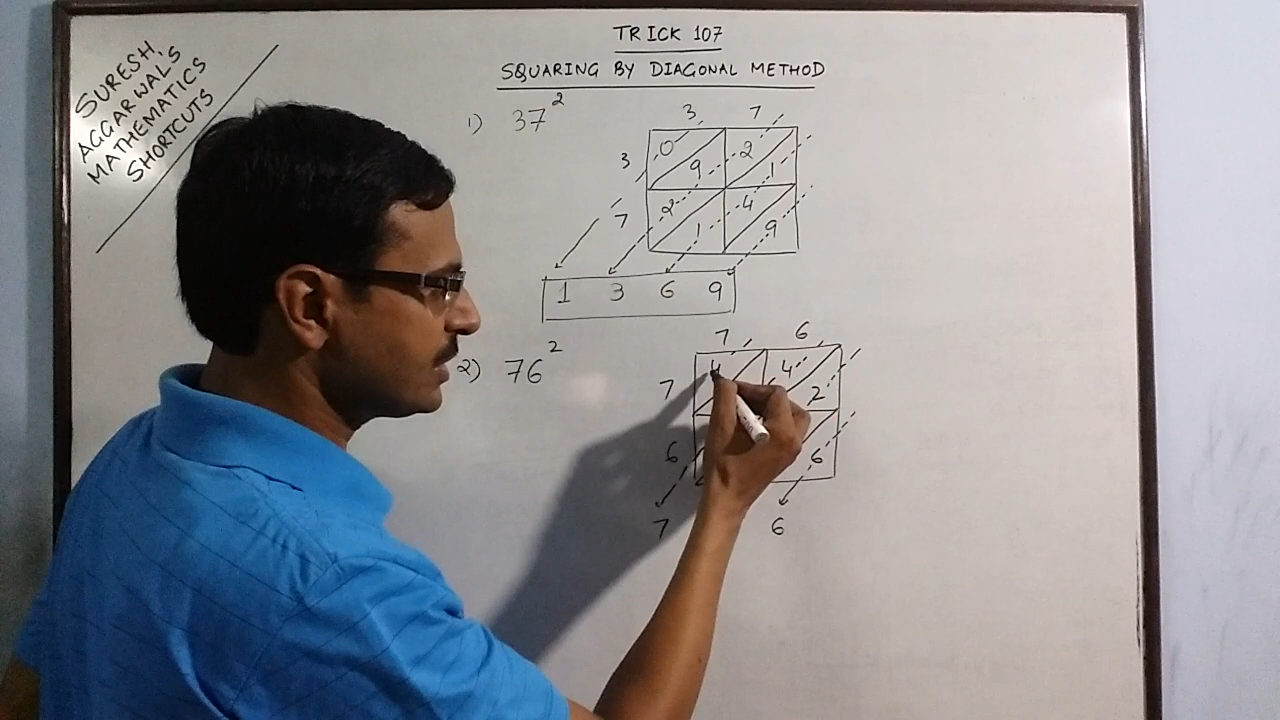 SURESH
AGGARWAL'S
MATHEMATICS
SHORTCUTS
TRICK 107
SQUARING BY DIAGONAL METHOD
1) 37²
3 7
3 0 9 2 1
7 2 1 4 9
1 3 6 9
2) 76²
7 6
7 4 4 2
6 6
7 6